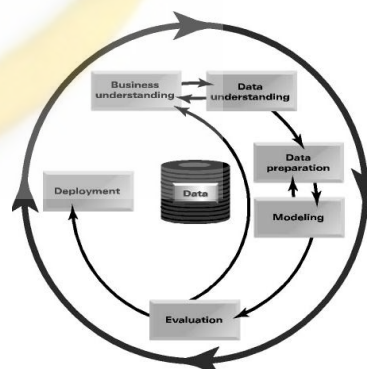 Business
understanding
Data
understanding
Data
preparation
Modeling
Evaluation
Deployment
Data